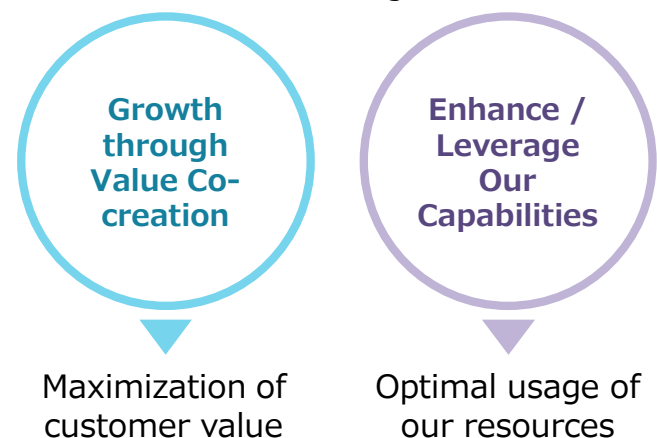 Growth
through
Value Co-
creation
Enhance /
Leverage
Our
Capabilities
Maximization of
customer value
Optimal usage of
our resources